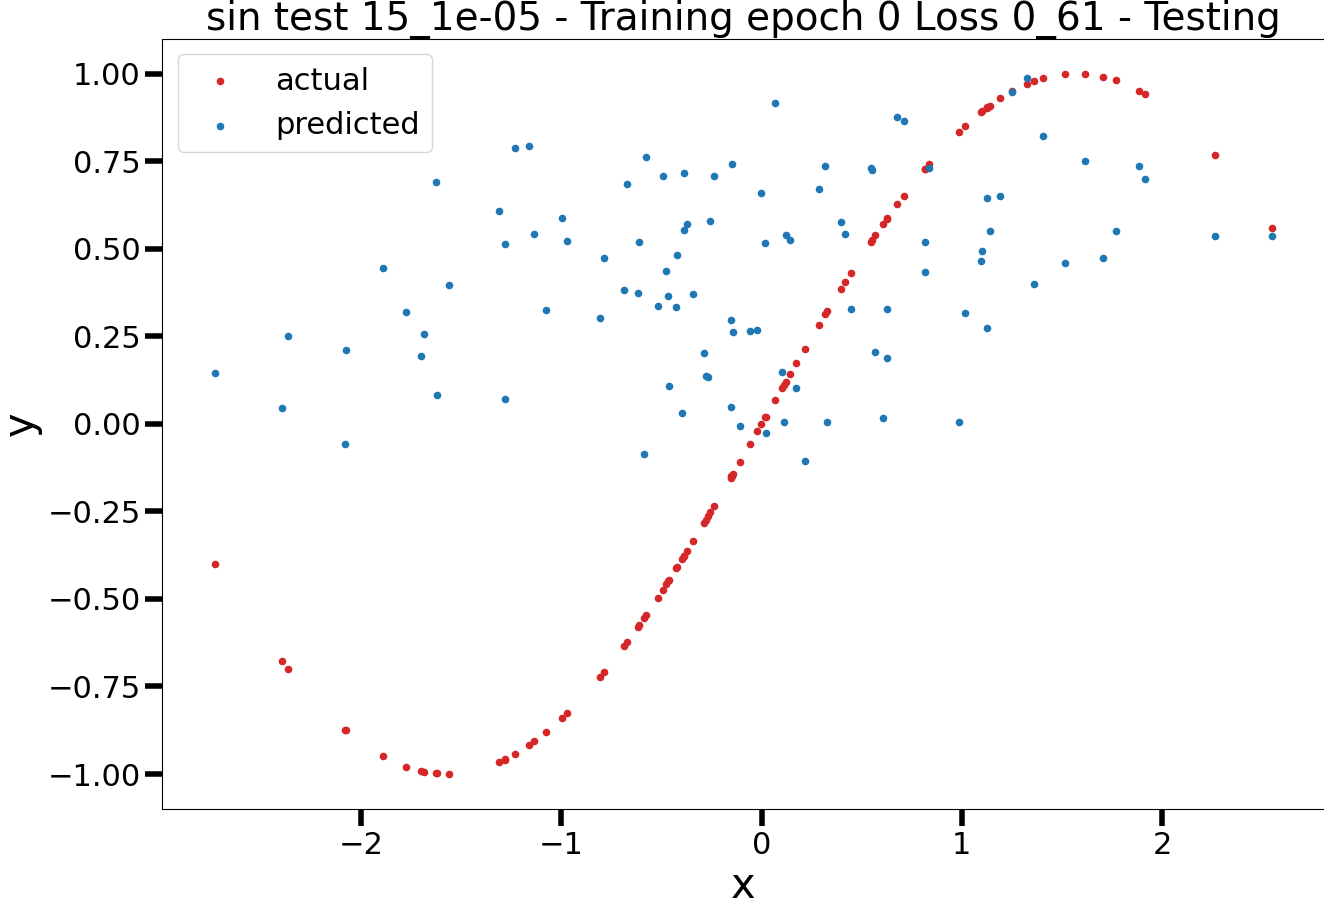 sin test 15_1e-05 - Training epoch 0 Loss 0_61 - Testing
actual
predicted
1.00
0.75
0.50
0.25
0.00
−0.25
−0.50
−0.75
−1.00
y
−2 −1 0 1 2
x